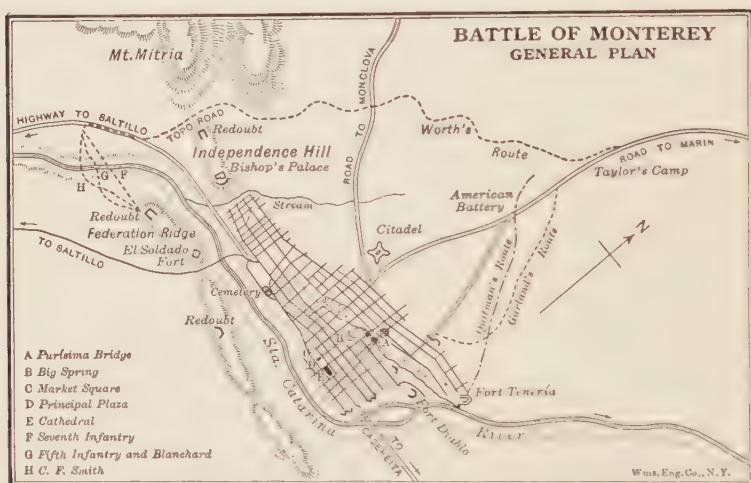 BATTLE OF MONTEREY
GENERAL PLAN
Mt. Mitria
HIGHWAY TO SALTILLO
TOPO ROAD
Redoubt
ROAD TO MONCLOVA
Worth's
Route
ROAD TO MARIN
Independence Hill
Bishop's Palace
Taylor's Camp
American
Battery
H G F
Stream
Redoubt
Federation Ridge
Citadel
N
TO SALTILLO
El Soldado
Fort
Quitman's Route
Garland's Route
Cemetery
Redoubt
B
A
D
E
Sta. Catarina
River
Fort Tenería
Fort Diablo
TO
A Purísima Bridge
B Big Spring
C Market Square
D Principal Plaza
E Cathedral
F Seventh Infantry
G Fifth Infantry and Blanchard
H C. F. Smith
Wms. Eng. Co., N.Y.